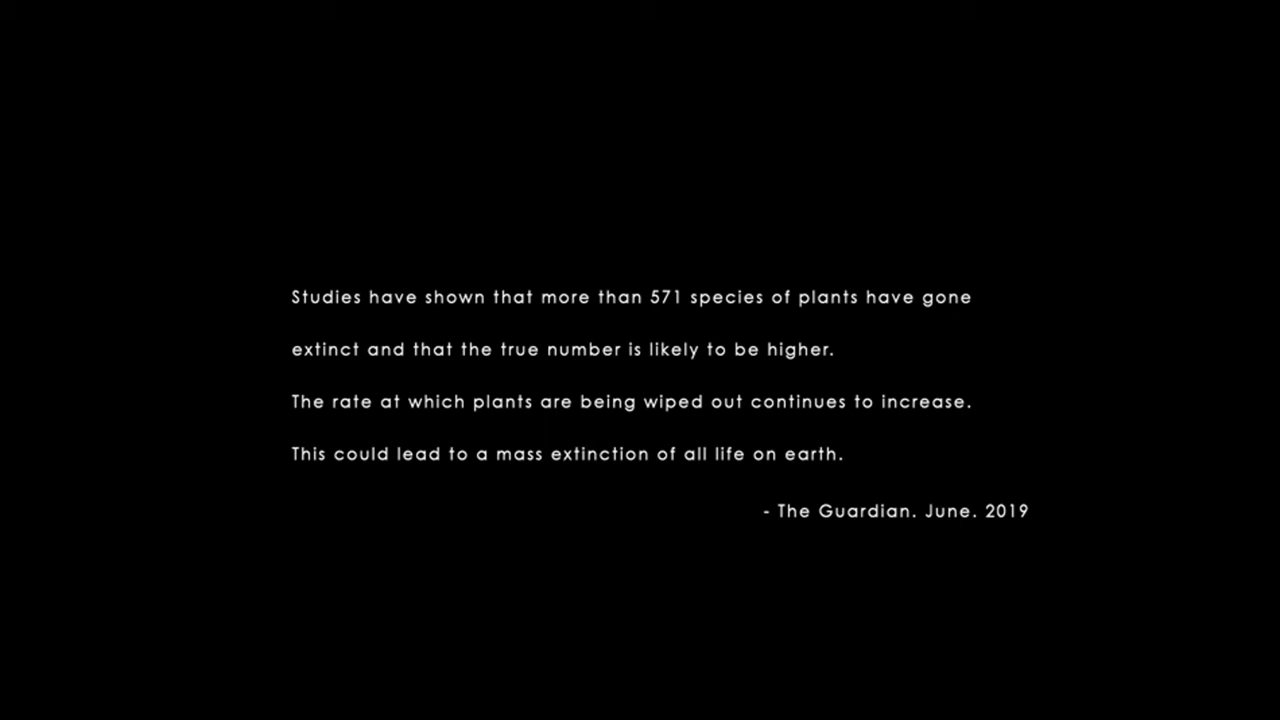 Studies have shown that more than 571 species of plants have gone
extinct and that the true number is likely to be higher.
The rate at which plants are being wiped out continues to increase.
This could lead to a mass extinction of all life on earth.
- The Guardian. June. 2019